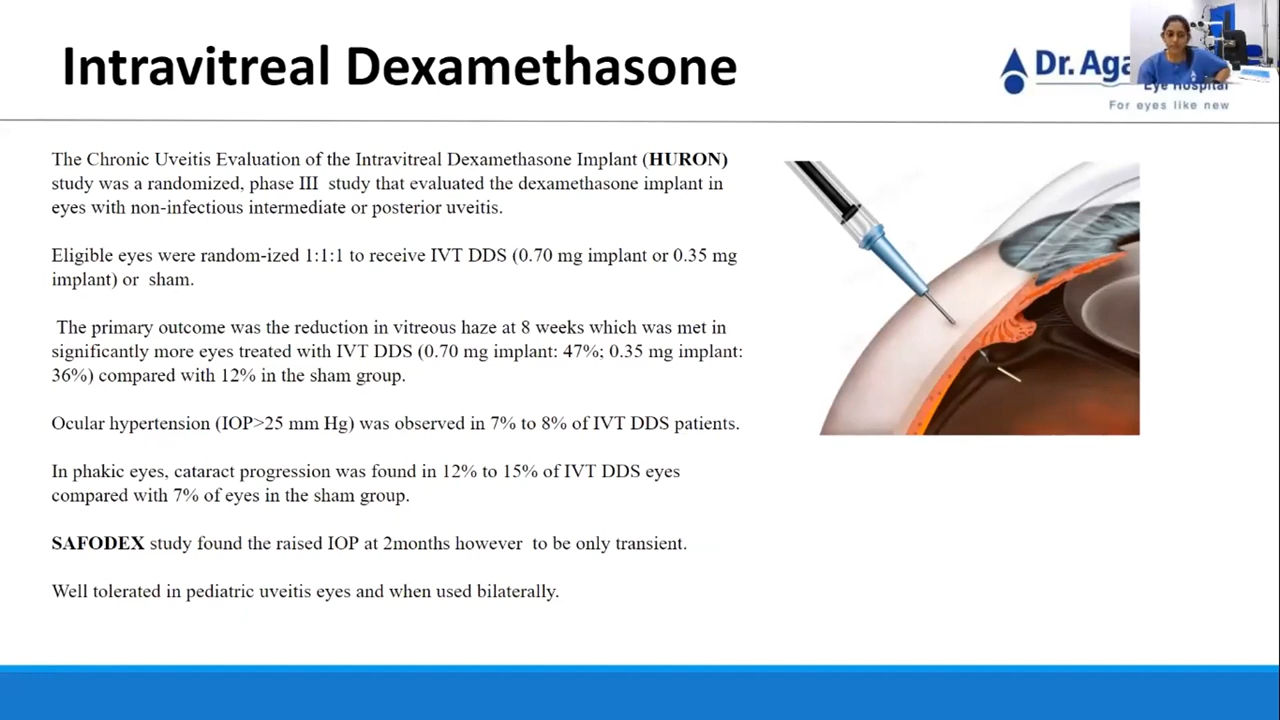 Intravitreal Dexamethasone
Dr. Aga
Eye Hospital
For eyes like new
The Chronic Uveitis Evaluation of the Intravitreal Dexamethasone Implant (HURON)
study was a randomized, phase III study that evaluated the dexamethasone implant in
eyes with non-infectious intermediate or posterior uveitis.
Eligible eyes were random-ized 1:1:1 to receive IVT DDS (0.70 mg implant or 0.35 mg
implant) or sham.
The primary outcome was the reduction in vitreous haze at 8 weeks which was met in
significantly more eyes treated with IVT DDS (0.70 mg implant: 47%; 0.35 mg implant:
36%) compared with 12% in the sham group.
Ocular hypertension (IOP>25 mm Hg) was observed in 7% to 8% of IVT DDS patients.
In phakic eyes, cataract progression was found in 12% to 15% of IVT DDS eyes
compared with 7% of eyes in the sham group.
SAFODEX study found the raised IOP at 2months however to be only transient.
Well tolerated in pediatric uveitis eyes and when used bilaterally.